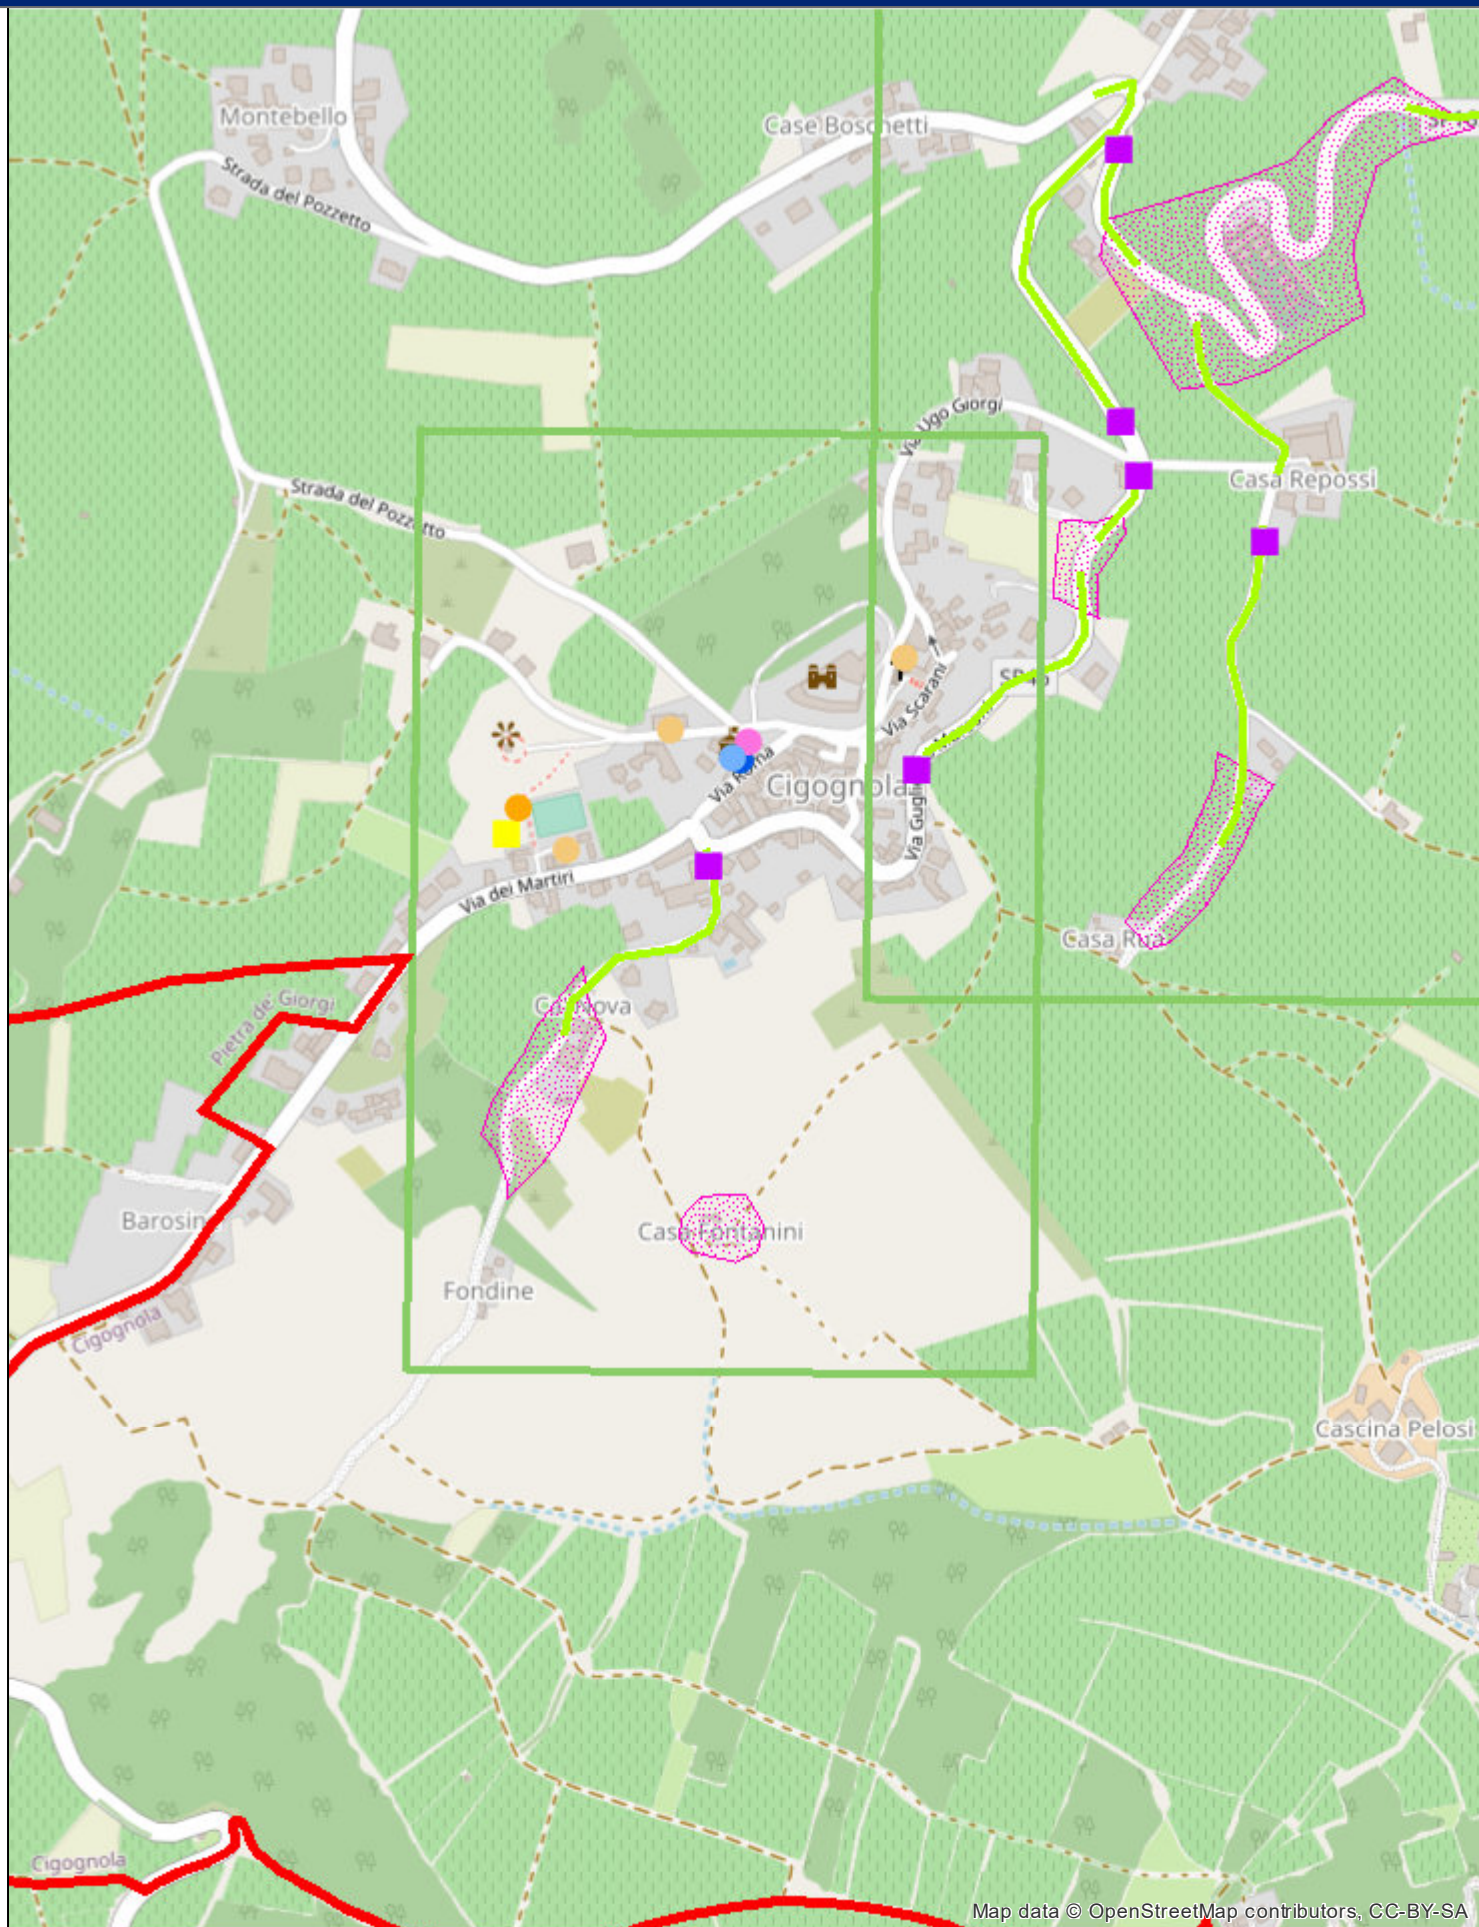 Montebello
Case Boschetti
Strada del Pozzetto
Via Ugo Giorgi
Casa Repossi
Strada del Pozzetto
Via Scarani
Via Roma
Cigognola
Via dei Martiri
Casa Rua
Pietra de' Giorgi
Casa Fontanini
Barosin
Fondine
Cigognola
Cascina Pelosi
Cigognola
Map data © OpenStreetMap contributors, CC-BY-SA